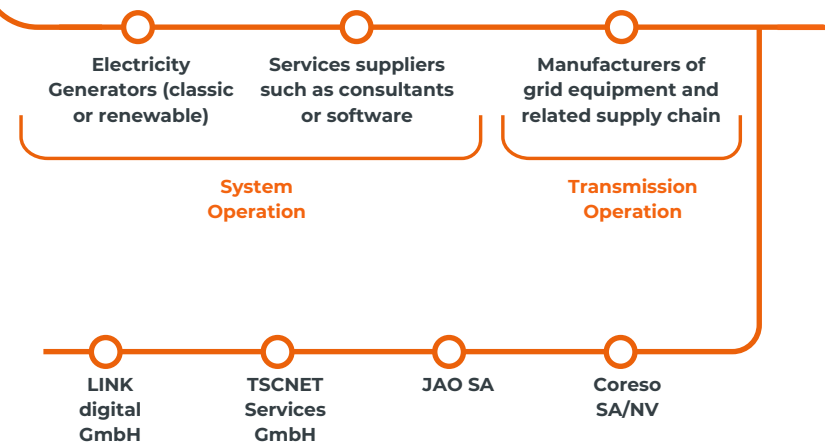 Electricity
Generators (classic
or renewable)
Services suppliers
such as consultants
or software
Manufacturers of
grid equipment and
related supply chain
System
Operation
Transmission
Operation
LINK
digital
GmbH
TSCNET
Services
GmbH
JAO SA
Coreso
SA/NV